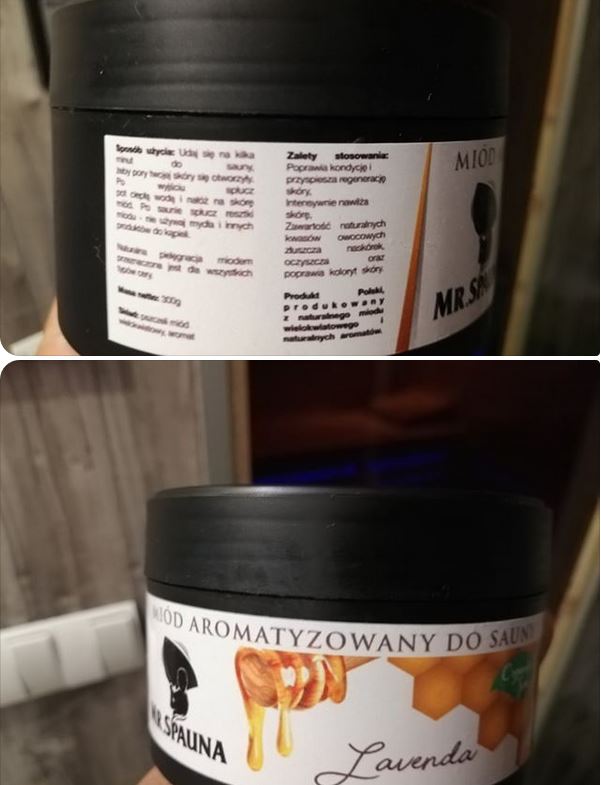 Sposób użycia: Udaj się na kilka
minut do sauny,
żeby pory twojej skóry się otworzyły.
Po wyjściu spłucz
pot ciepłą wodą i nałóż na skórę
miód. Po saunie spłucz resztki
miodu - nie używaj mydła i innych
produktów do kąpieli.
Naturalna pielęgnacja miodem
przeznaczona jest dla wszystkich
typów cery.
Masa netto: 300g
Skład: pszczeli miód
wielokwiatowy, aromat
Zalety stosowania:
Poprawia kondycję i
przyspiesza regenerację
skóry,
Intensywnie nawilża
skórę,
Zawartość naturalnych
kwasów owocowych
złuszcza naskórek,
oczyszcza oraz
poprawia koloryt skóry.
Produkt Polski,
produkowany
z naturalnego miodu
wielokwiatowego i
naturalnych aromatów.
MIÓD
MR.SPAU
MIÓD AROMATYZOWANY DO SAUNY
MR.SPAUNA
Lavenda